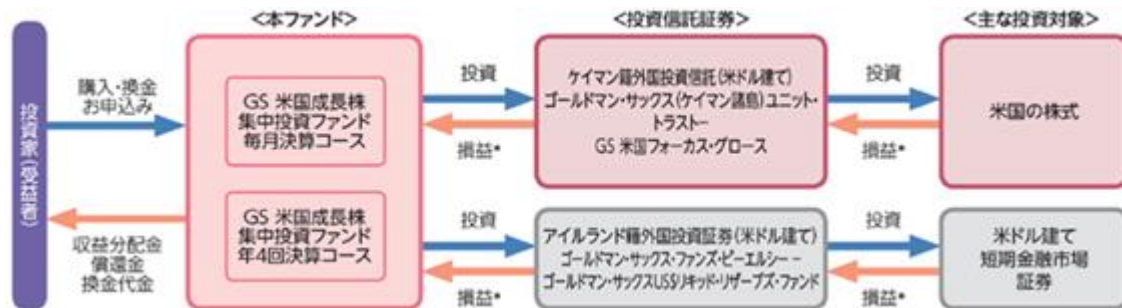 <本ファンド>
<投資信託証券>
<主な投資対象>
投資家(受益者)
購入・換金
お申込み
収益分配金
償還金
換金代金
GS 米国成長株
集中投資ファンド
毎月決算コース
GS 米国成長株
集中投資ファンド
年4回決算コース
投資
損益*
ケイマン籍外国投資信託(米ドル建て)
ゴールドマン・サックス(ケイマン諸島)ユニット・
トラストー
GS 米国フォーカス・グロース
投資
損益*
米国の株式
投資
損益*
アイルランド籍外国投資証券(米ドル建て)
ゴールドマン・サックス・ファンズ・ピーエルシー −
ゴールドマン・サックスUS$リキッド・リザーブズ・ファンド
投資
損益*
米ドル建て
短期金融市場
証券